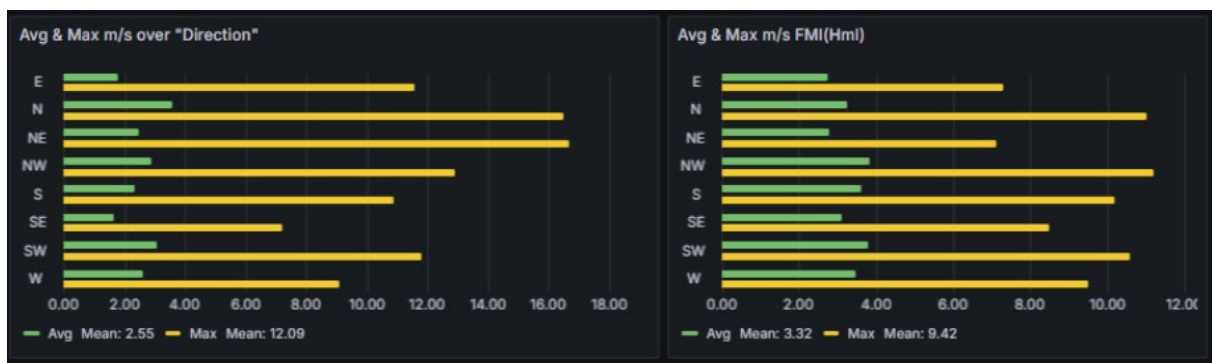 Avg & Max m/s over "Direction"
E
N
NE
NW
S
SE
SW
W
0.00 2.00 4.00 6.00 8.00 10.00 12.00 14.00 16.00 18.00
Avg Mean: 2.55 Max Mean: 12.09
Avg & Max m/s FMI(Hml)
E
N
NE
NW
S
SE
SW
W
0.00 2.00 4.00 6.00 8.00 10.00 12.00
Avg Mean: 3.32 Max Mean: 9.42